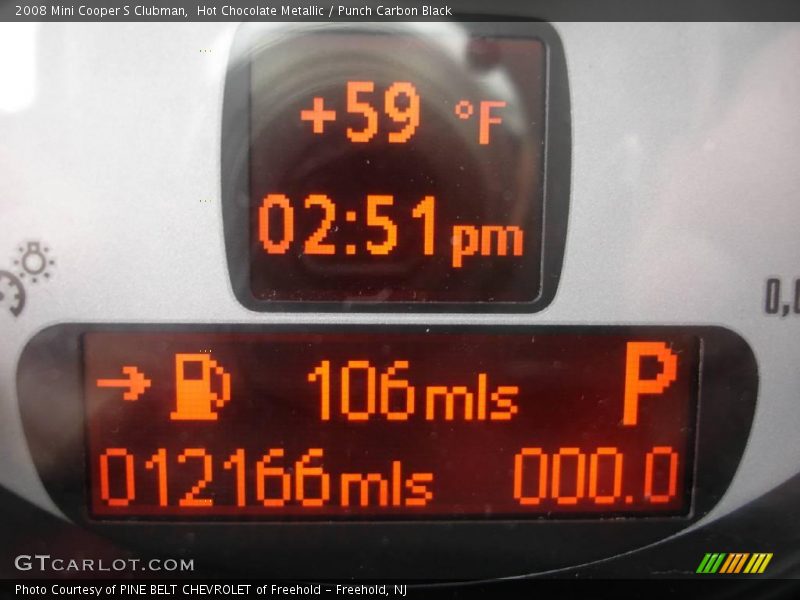 2008 Mini Cooper S Clubman,  Hot Chocolate Metallic / Punch Carbon Black
+59 °F
02:51 pm
106 mls P
012166 mls 000.0
GTCARLOT.COM
Photo Courtesy of PINE BELT CHEVROLET of Freehold - Freehold, NJ